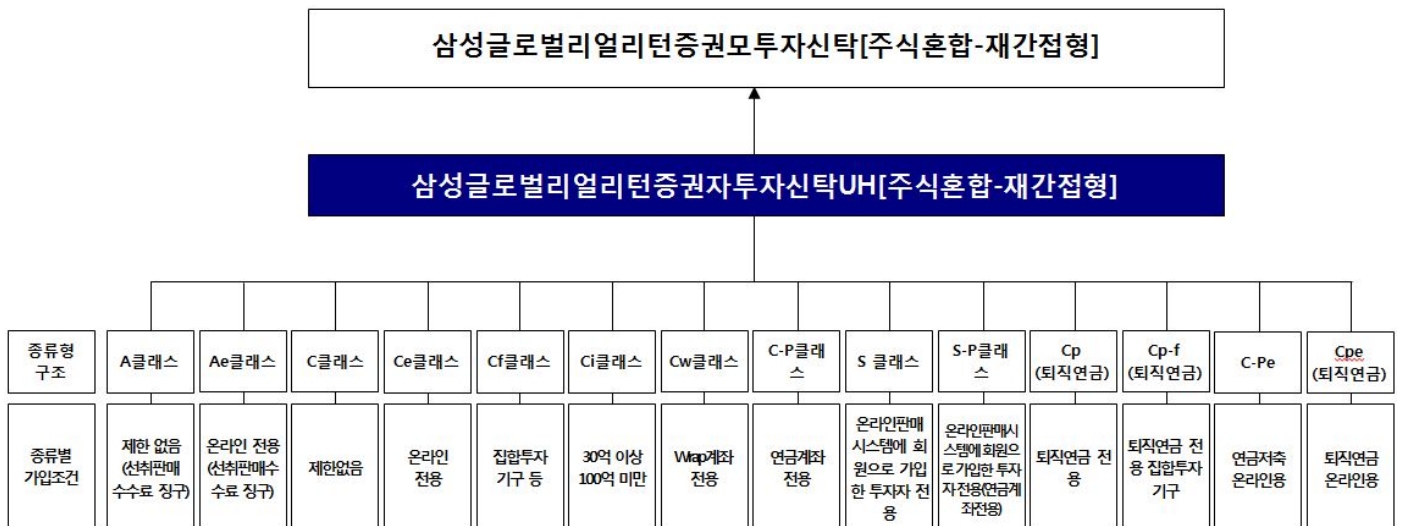 삼성글로벌리얼리턴증권모투자신탁[주식혼합-재간접형]
삼성글로벌리얼리턴증권자투자신탁UH[주식혼합-재간접형]
종류형
구조
A클래스
Ae클래스
C클래스
Ce클래스
Cf클래스
Ci클래스
Cw클래스
C-P클래
스
S 클래스
S-P클래
스
Cp
(퇴직연금)
Cp-f
(퇴직연금)
C-Pe
Cpe
(퇴직연금)
종류별
가입조건
제한 없음
(선취판매
수수료 징구)
온라인 전용
(선취판매수
수료 징구)
제한없음
온라인
전용
집합투자
기구 등
30억 이상
100억 미만
Wrap계좌
전용
연금계좌
전용
온라인판매
시스템에 회
원으로 가입
한 투자자 전
용
온라인판매시
스템에 회원으
로 가입한 투자
자 전용(연금계
좌전용)
퇴직연금 전
용
퇴직연금 전
용 집합투자
기구
연금저축
온라인용
퇴직연금
온라인용